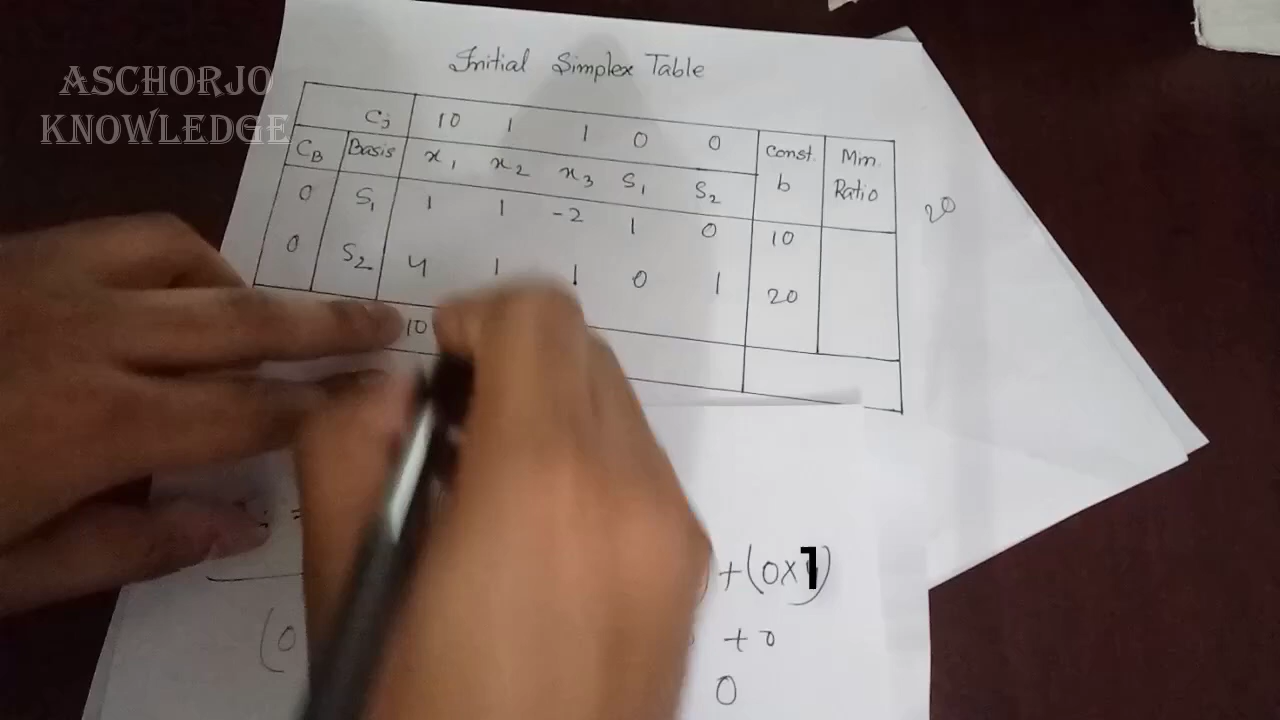 Initial Simplex Table
ASCHORJO
KNOWLEDGE
Cj 10 1 1 0 0 Const. b Min. Ratio
CB Basis x1 x2 x3 S1 S2
0 S1 1 1 -2 1 0 10
20
0 S2 4 1 1 0 1 20
10
+(0×1)
(0
+0
0